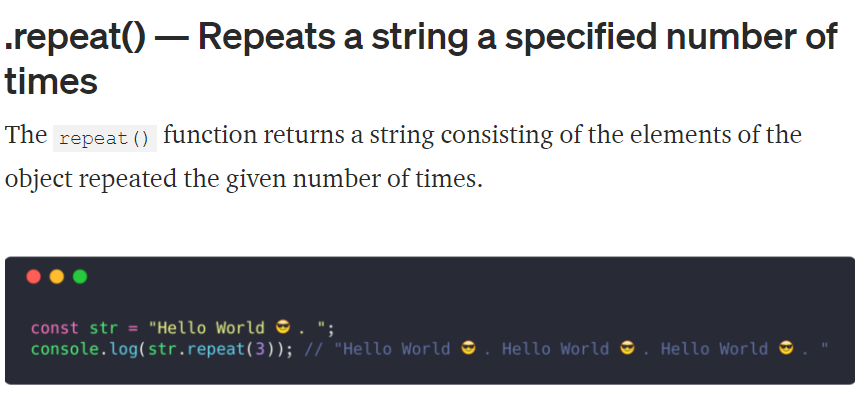 .repeat() — Repeats a string a specified number of
times
The repeat() function returns a string consisting of the elements of the
object repeated the given number of times.
const str = "Hello World 😎 . ";
console.log(str.repeat(3)); // "Hello World 😎 . Hello World 😎 . Hello World 😎 . "